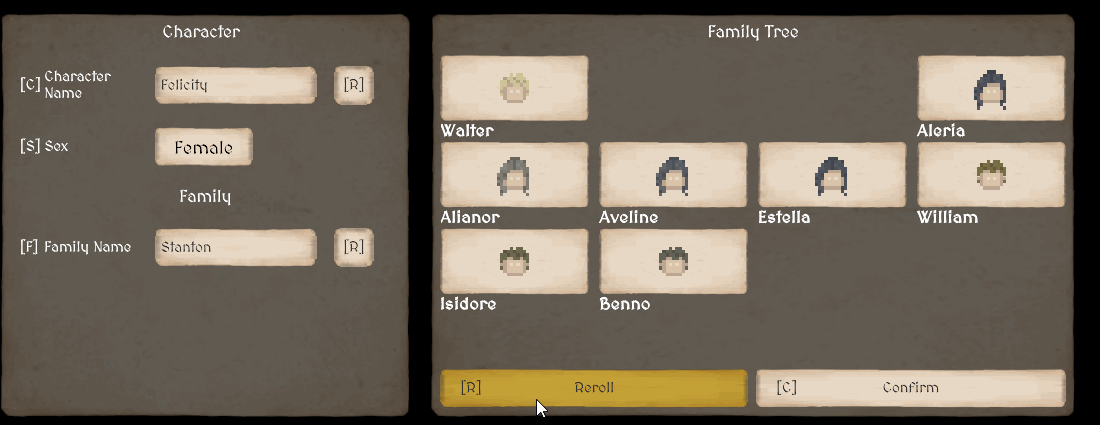 Character
[C] Character Name
Felicity
[R]
[S] Sex
Female
Family
[F] Family Name
Stanton
[R]
Family Tree
Walter
Aleria
Alianor
Aveline
Estella
William
Isidore
Benno
[R] Reroll
[C] Confirm